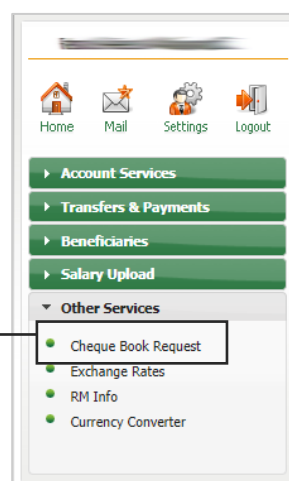 Home Mail Settings Logout
Account Services
Transfers & Payments
Beneficiaries
Salary Upload
Other Services
Cheque Book Request
Exchange Rates
RM Info
Currency Converter